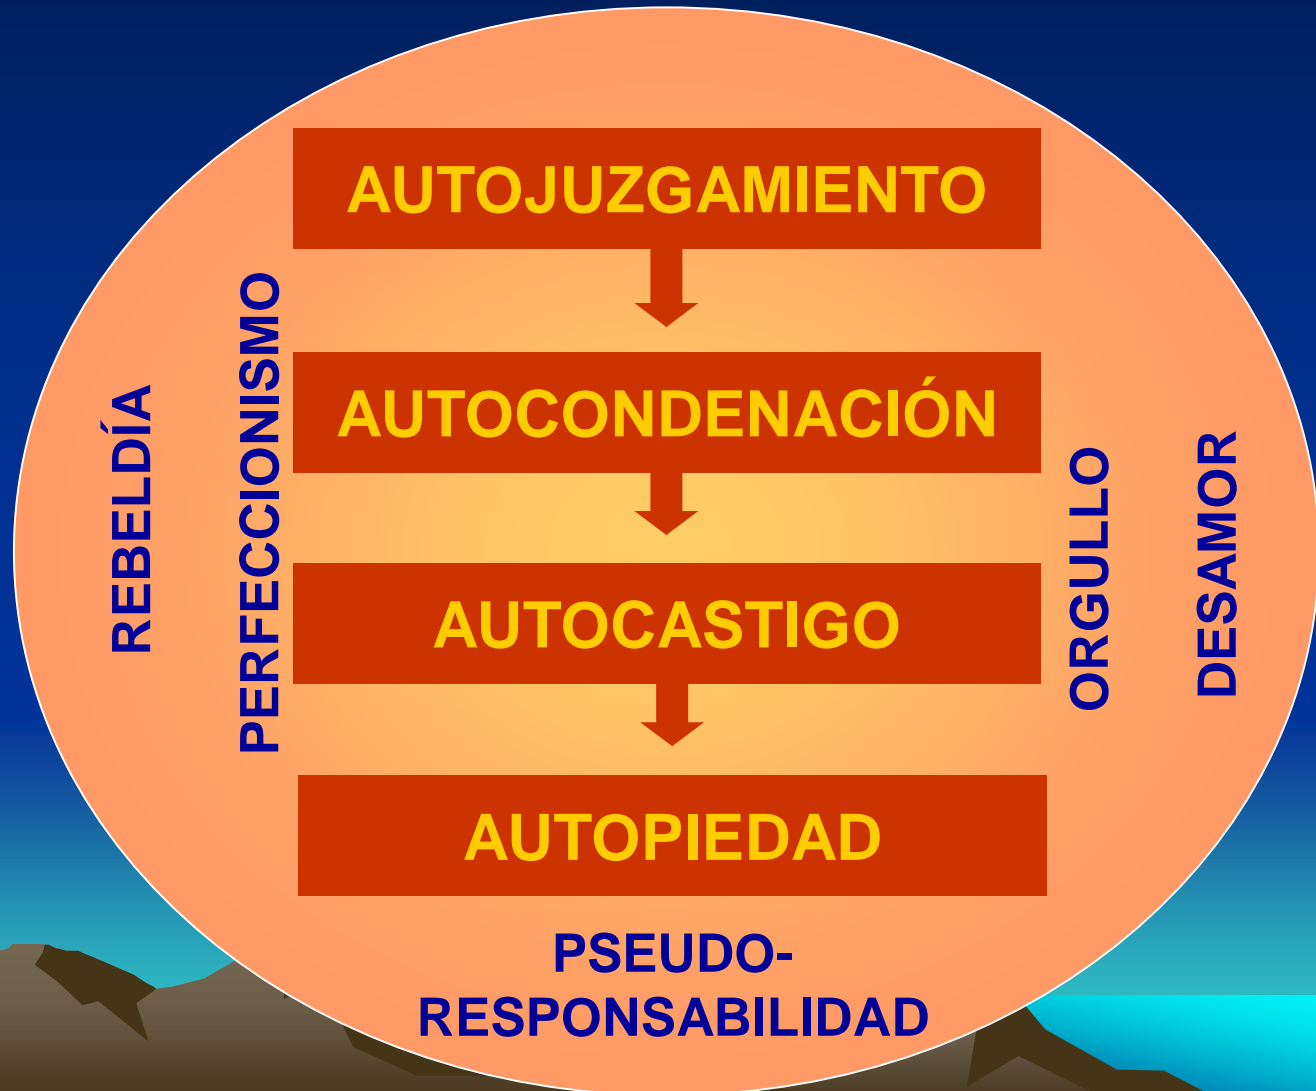 AUTOJUZGAMIENTO
AUTOCONDENACIÓN
AUTOCASTIGO
AUTOPIEDAD
REBELDÍA
PERFECCIONISMO
ORGULLO
DESAMOR
PSEUDO-
RESPONSABILIDAD